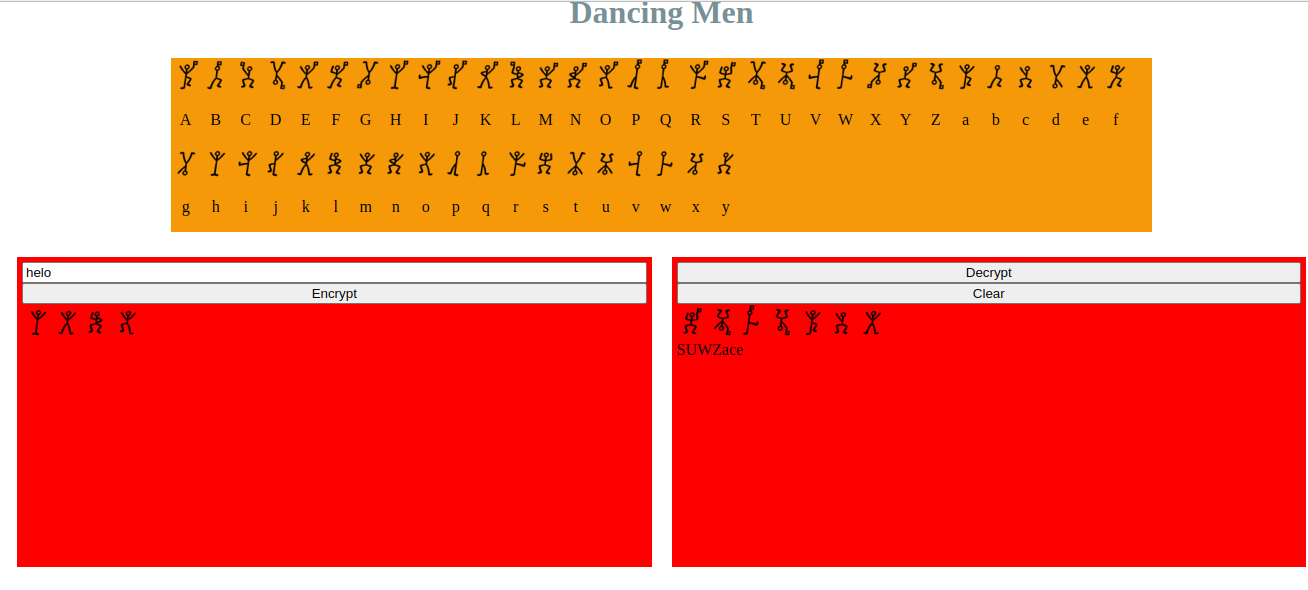 Dancing Men
A B C D E F G H I J K L M N O P Q R S T U V W X Y Z a b c d e f
g h i j k l m n o p q r s t u v w x y
helo
Encrypt
Decrypt
Clear
SUWZace